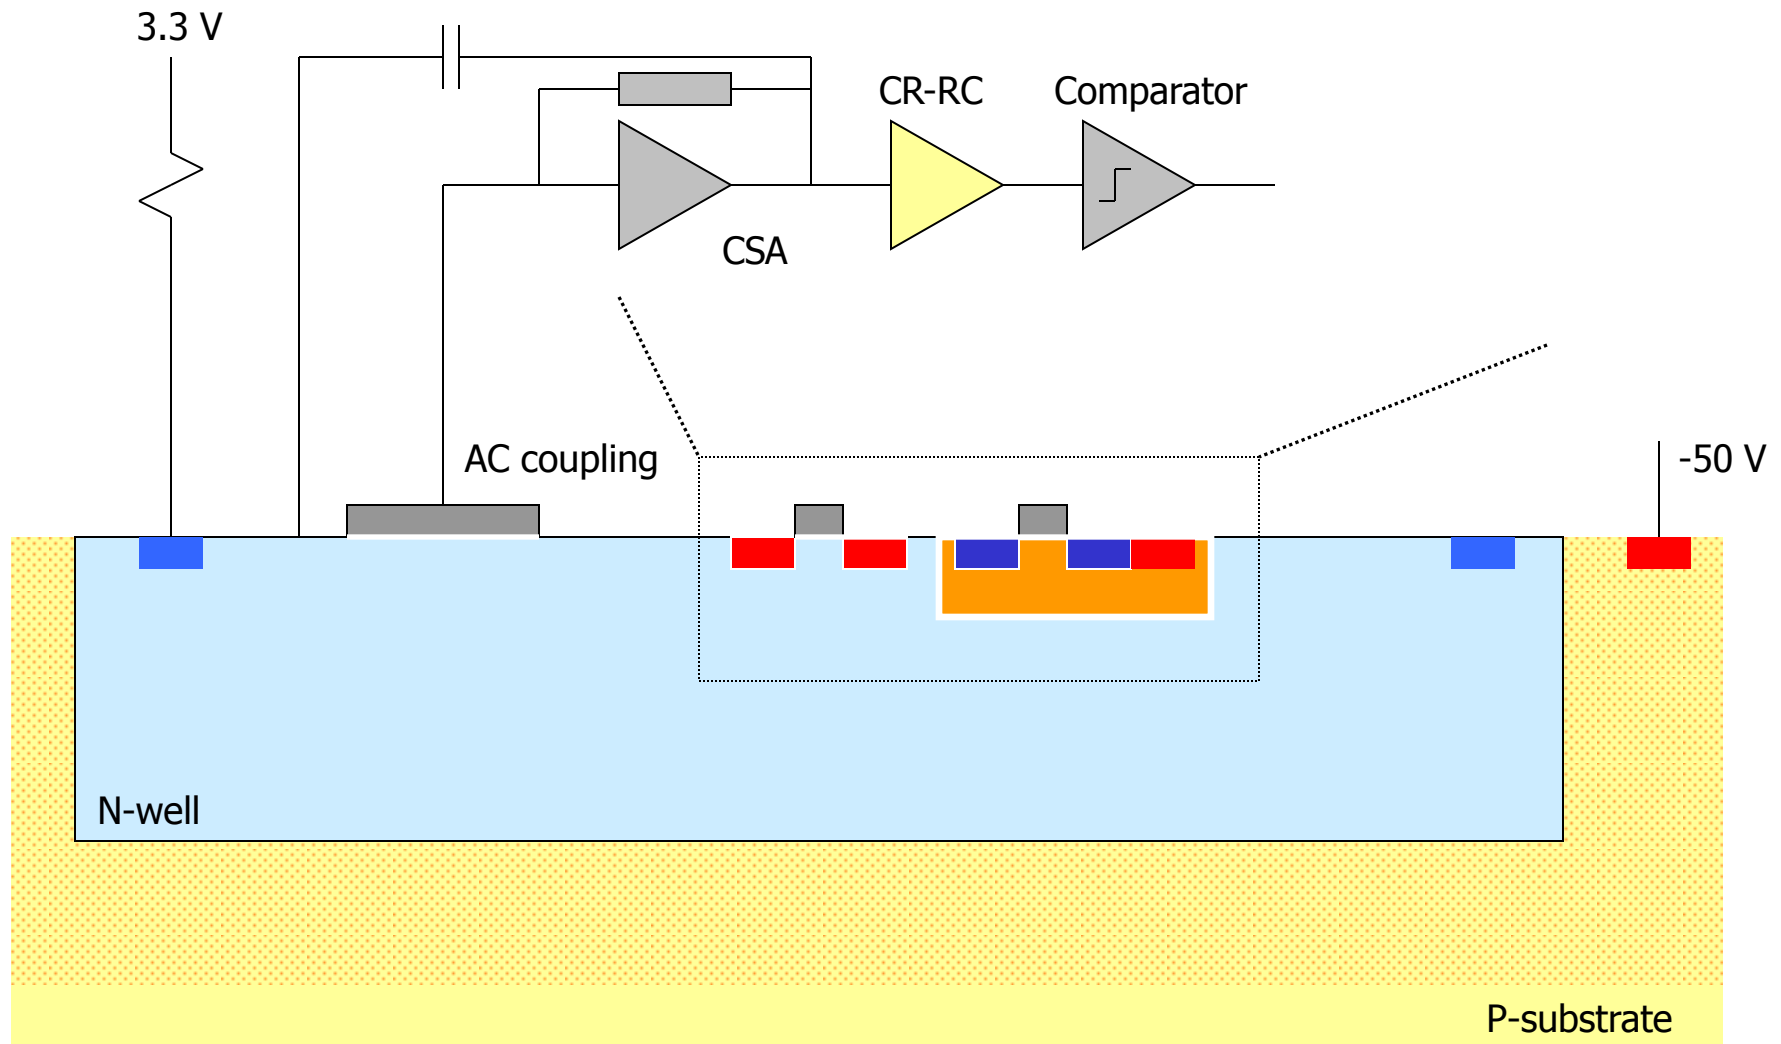 3.3 V
CR-RC
Comparator
CSA
AC coupling
-50 V
N-well
P-substrate